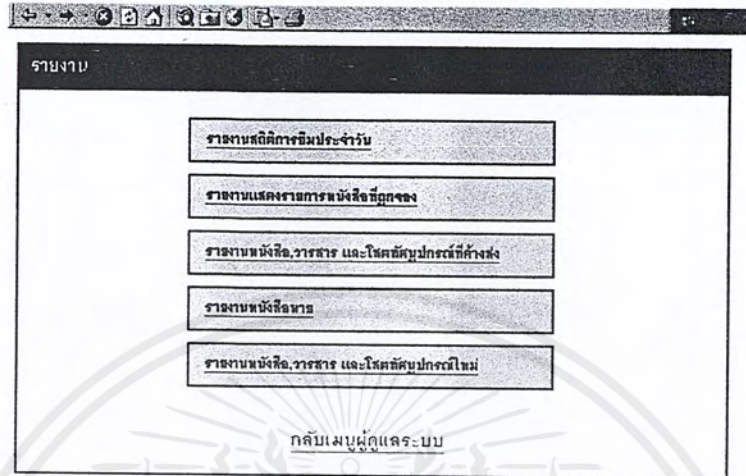 รายงาน
รายงานสถิติการยืมประจำวัน
รายงานแสดงรายการหนังสือที่ถูกจอง
รายงานหนังสือ,วารสาร และโสตทัศนูปกรณ์ที่ค้างส่ง
รายงานหนังสือหาย
รายงานหนังสือ,วารสาร และโสตทัศนูปกรณ์ใหม่
กลับเมนูผู้ดูแลระบบ